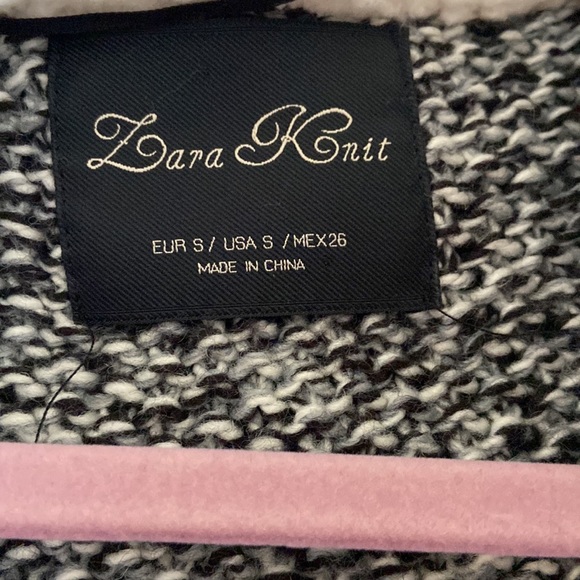 Zara Knit
EUR S / USA S / MEX26
MADE IN CHINA